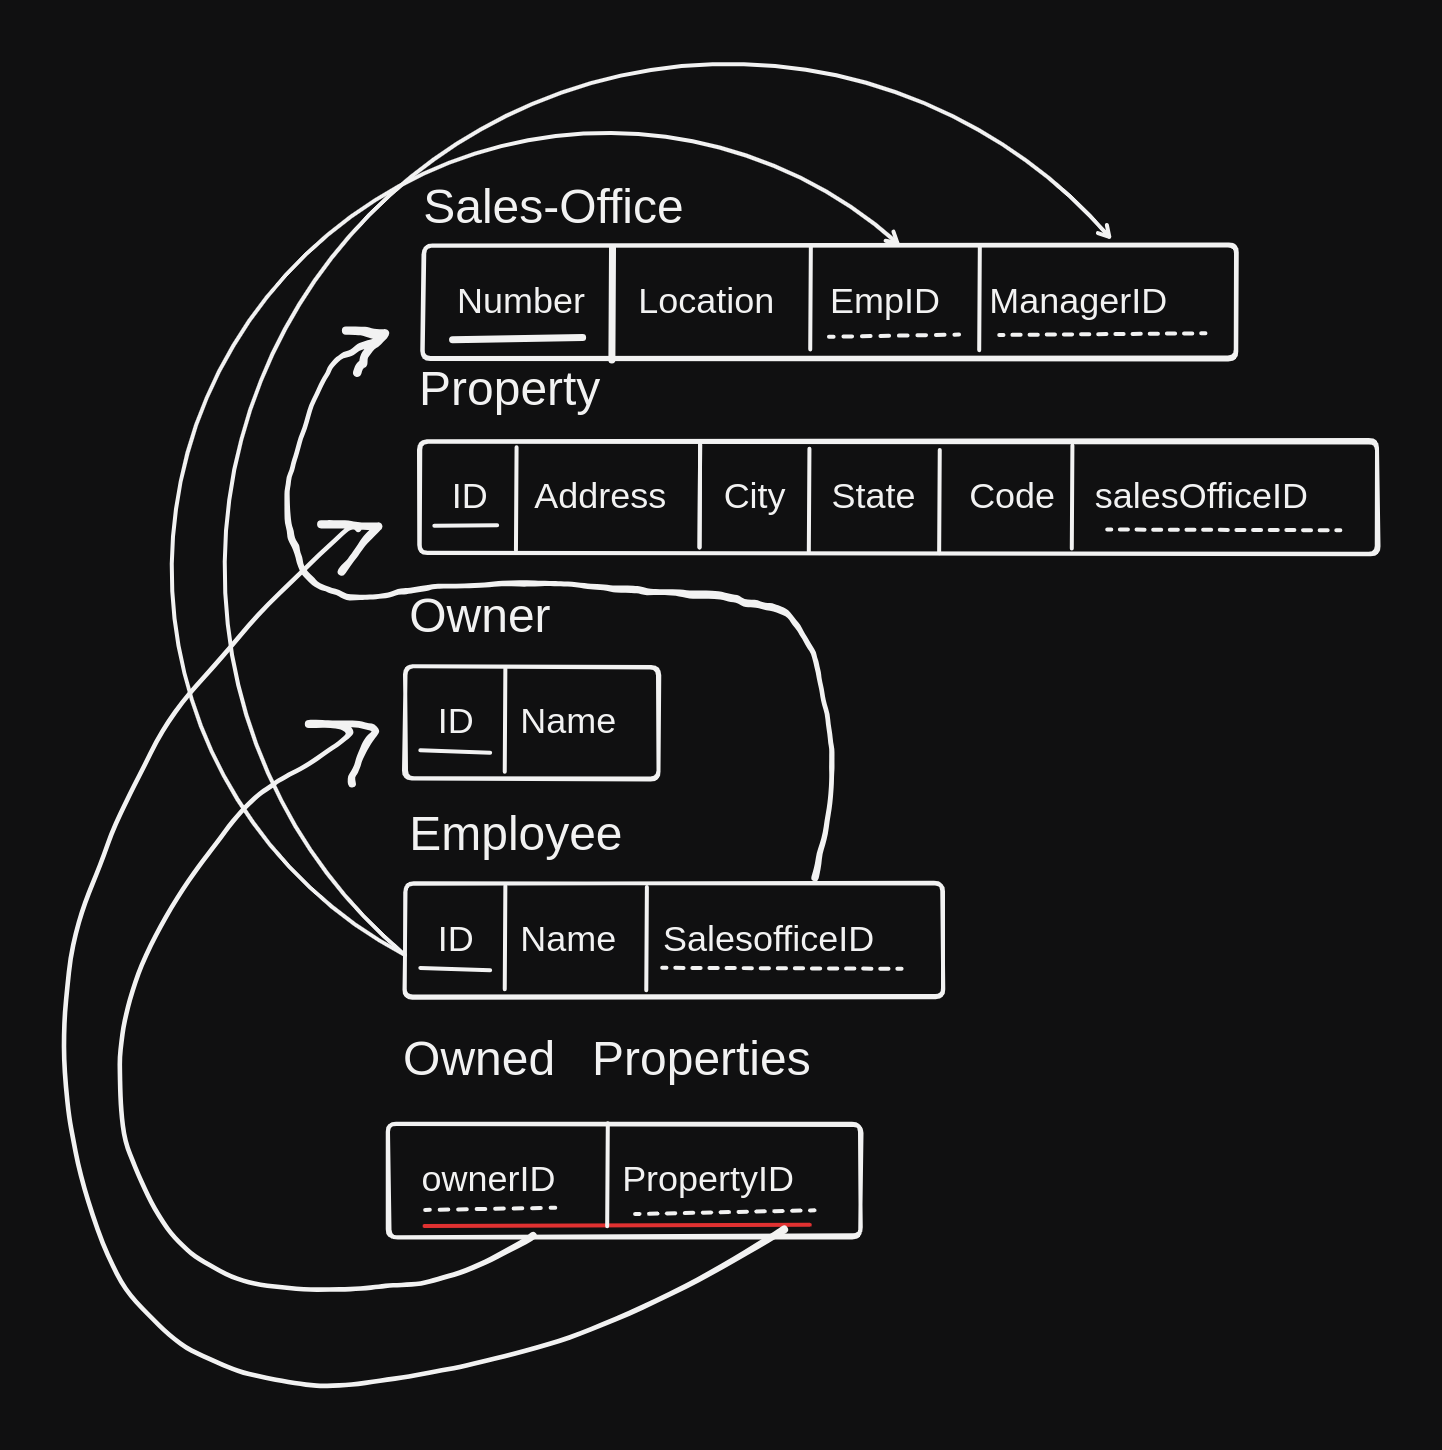 Sales-Office
Number Location EmpID ManagerID
Property
ID Address City State Code salesOfficeID
Owner
ID Name
Employee
ID Name SalesofficeID
Owned Properties
ownerID PropertyID